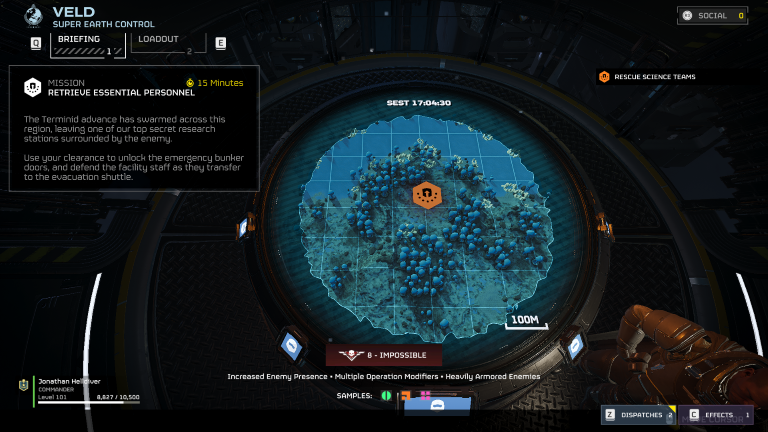 VELD
SUPER EARTH CONTROL
SOCIAL 0
Q
BRIEFING
1
LOADOUT
2
E
MISSION
15 Minutes
RETRIEVE ESSENTIAL PERSONNEL
The Terminid advance has swarmed across this
region, leaving one of our top secret research
stations surrounded by the enemy.
Use your clearance to unlock the emergency bunker
doors, and defend the facility staff as they transfer
to the evacuation shuttle.
RESCUE SCIENCE TEAMS
SEST 17:04:30
100M
8 - IMPOSSIBLE
Increased Enemy Presence • Multiple Operation Modifiers • Heavily Armored Enemies
SAMPLES:
Jonathan Helldiver
COMMANDER
Level 101
8,827 / 10,500
Z DISPATCHES 2
C EFFECTS 1
CURSOR